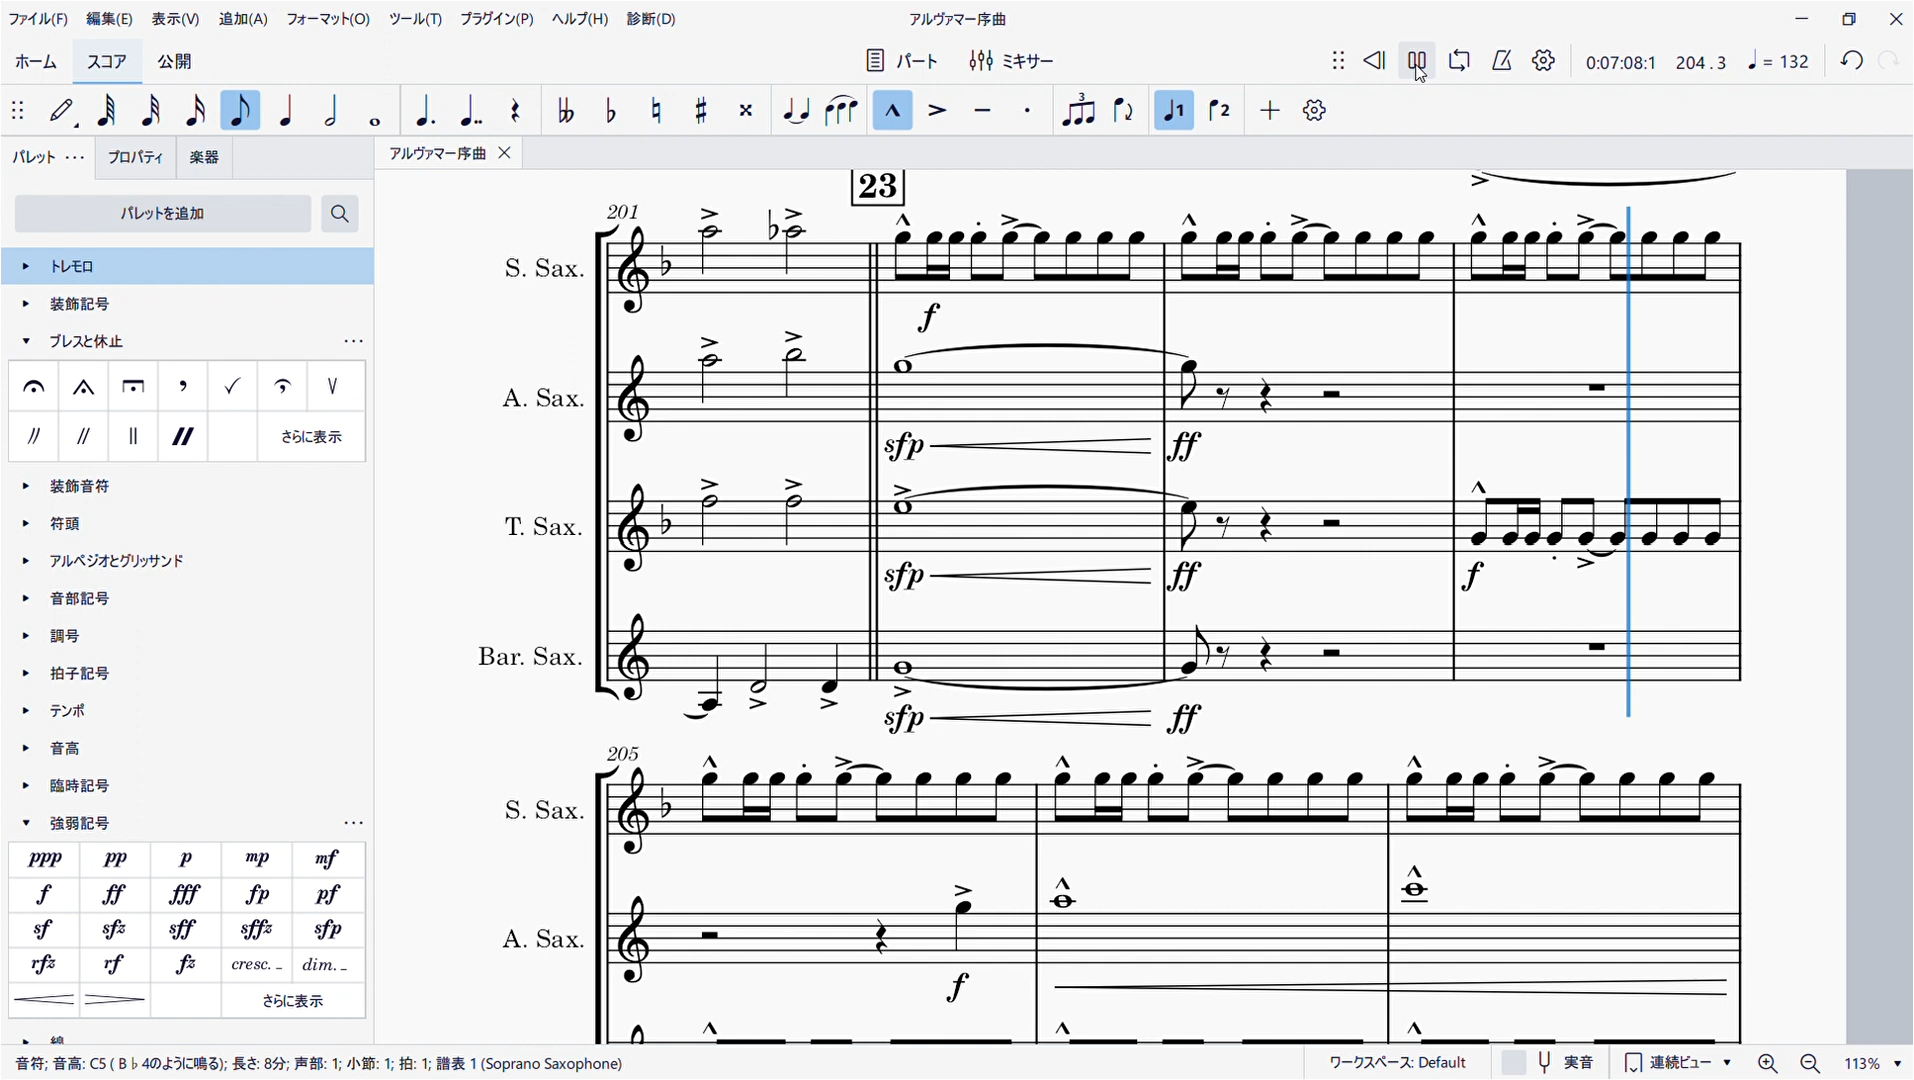 ファイル(F) 編集(E) 表示(V) 追加(A) フォーマット(O) ツール(T) プラグイン(P) ヘルプ(H) 診断(D) アルヴァマー序曲
ホーム スコア 公開 パート ミキサー 0:07:08:1 204.3 = 132
3 1 2
パレット プロパティ 楽器 アルヴァマー序曲
パレットを追加
トレモロ
装飾記号
ブレスと休止
さらに表示
装飾音符
符頭
アルペジオとグリッサンド
音部記号
調号
拍子記号
テンポ
音高
臨時記号
強弱記号
ppp pp p mp mf
f ff fff fp pf
sf sfz sff sffz sfp
rfz rf fz cresc. _ dim. _
さらに表示
線
23
201
S. Sax.
f
A. Sax.
sfp ff
T. Sax.
sfp ff f
Bar. Sax.
sfp ff
205
S. Sax.
A. Sax.
f
音符; 音高: C5 (B♭4のように鳴る); 長さ: 8分; 声部: 1; 小節: 1; 拍: 1; 譜表 1 (Soprano Saxophone) ワークスペース: Default 実音 連続ビュー 113%